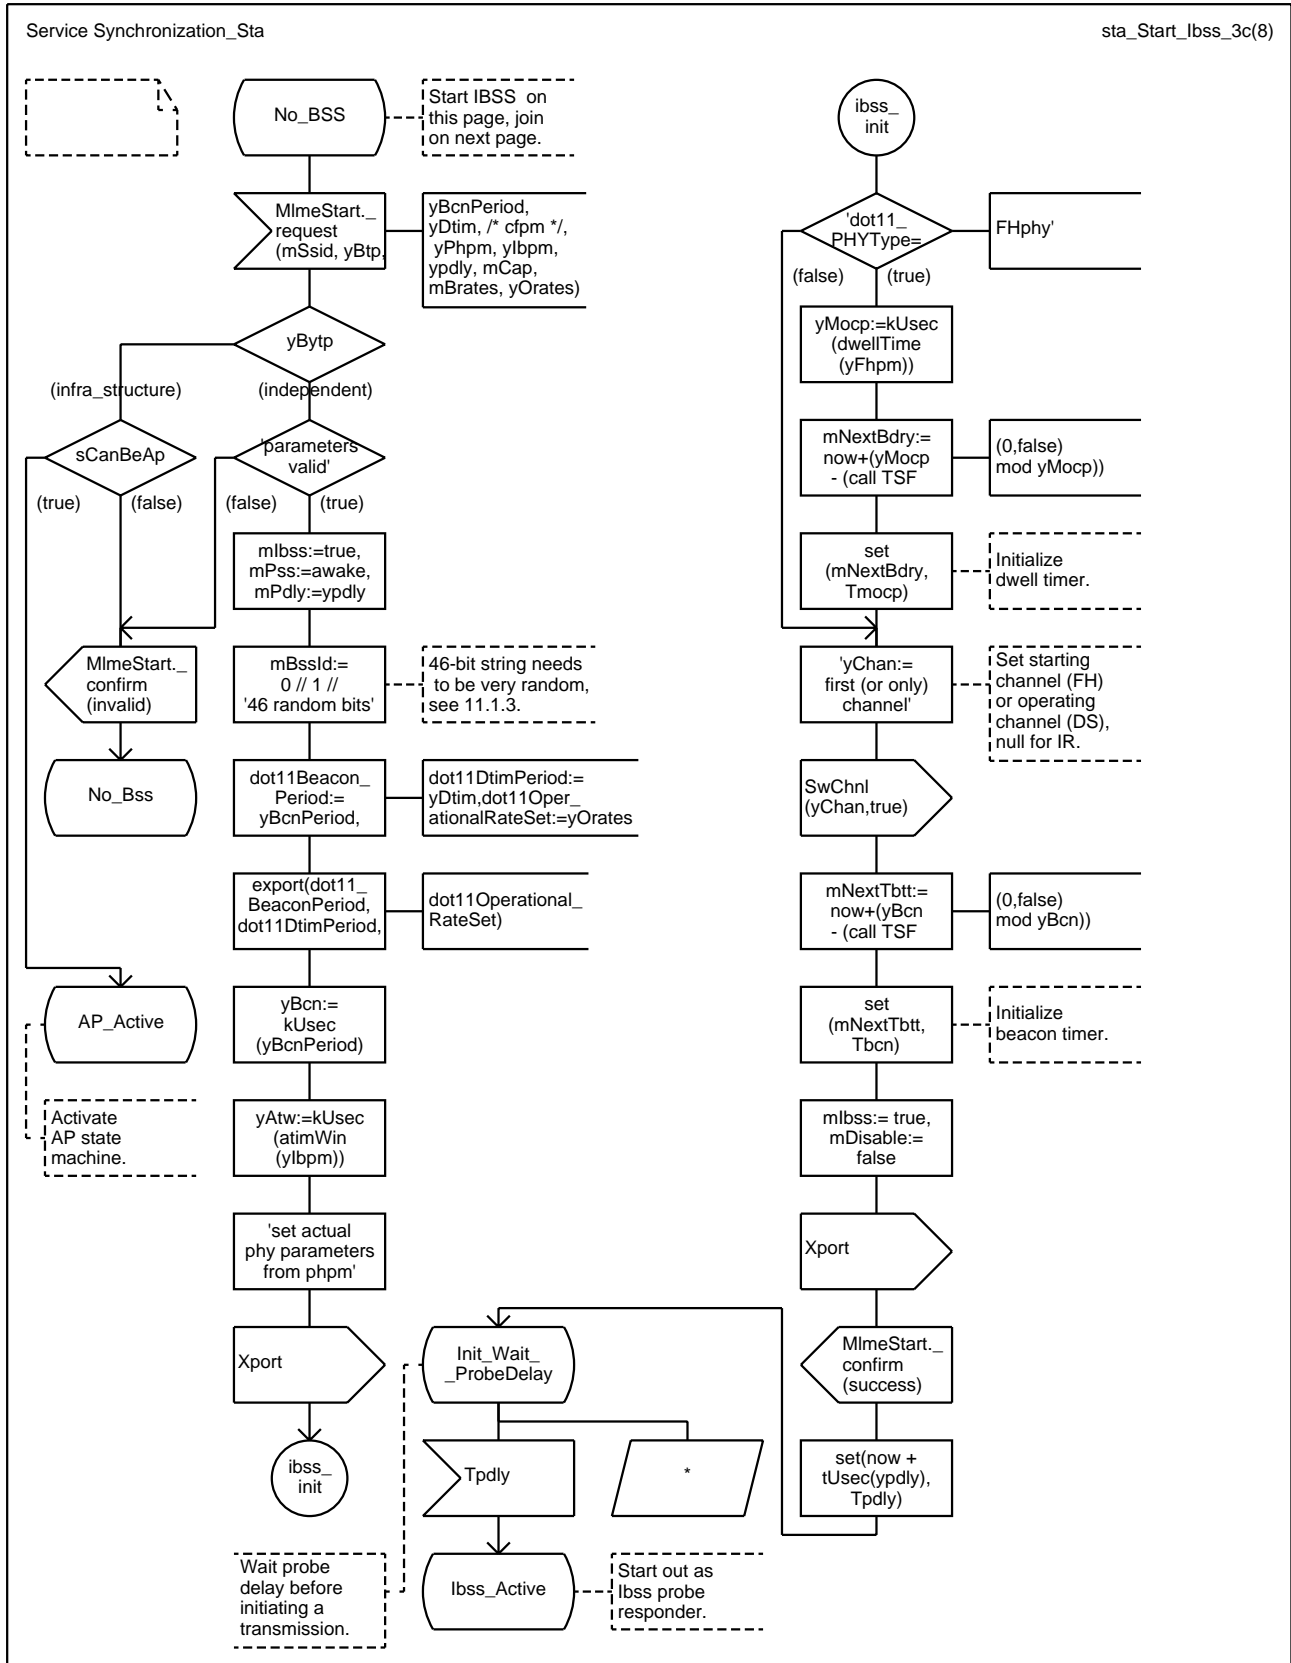 Service Synchronization_Sta
sta_Start_Ibss_3c(8)
No_BSS
Start IBSS on
this page, join
on next page.
MlmeStart._
request
(mSsid, yBtp,
yBcnPeriod,
yDtim, /* cfpm */,
yPhpm, yIbpm,
ypdly, mCap,
mBrates, yOrates)
yBytp
(infra_structure)
(independent)
sCanBeAp
'parameters
valid'
(true)
(false)
(false)
(true)
mIbss:=true,
mPss:=awake,
mPdly:=ypdly
MlmeStart._
confirm
(invalid)
mBssId:=
0 // 1 //
'46 random bits'
46-bit string needs
to be very random,
see 11.1.3.
No_Bss
dot11Beacon_
Period:=
yBcnPeriod,
dot11DtimPeriod:=
yDtim,dot11Oper_
ationalRateSet:=yOrates
export(dot11_
BeaconPeriod,
dot11DtimPeriod,
dot11Operational_
RateSet)
AP_Active
Activate
AP state
machine.
yBcn:=
kUsec
(yBcnPeriod)
yAtw:=kUsec
(atimWin
(yIbpm))
'set actual
phy parameters
from phpm'
Xport
ibss_
init
Wait probe
delay before
initiating a
transmission.
Init_Wait_
_ProbeDelay
Tpdly
*
Ibss_Active
Start out as
Ibss probe
responder.
ibss_
init
'dot11_
PHYType=
FHphy'
(false)
(true)
yMocp:=kUsec
(dwellTime
(yFhpm))
mNextBdry:=
now+(yMocp
- (call TSF
(0,false)
mod yMocp))
set
(mNextBdry,
Tmocp)
Initialize
dwell timer.
'yChan:=
first (or only)
channel'
Set starting
channel (FH)
or operating
channel (DS),
null for IR.
SwChnl
(yChan,true)
mNextTbtt:=
now+(yBcn
- (call TSF
(0,false)
mod yBcn))
set
(mNextTbtt,
Tbcn)
Initialize
beacon timer.
mIbss:= true,
mDisable:=
false
Xport
MlmeStart._
confirm
(success)
set(now +
tUsec(ypdly),
Tpdly)